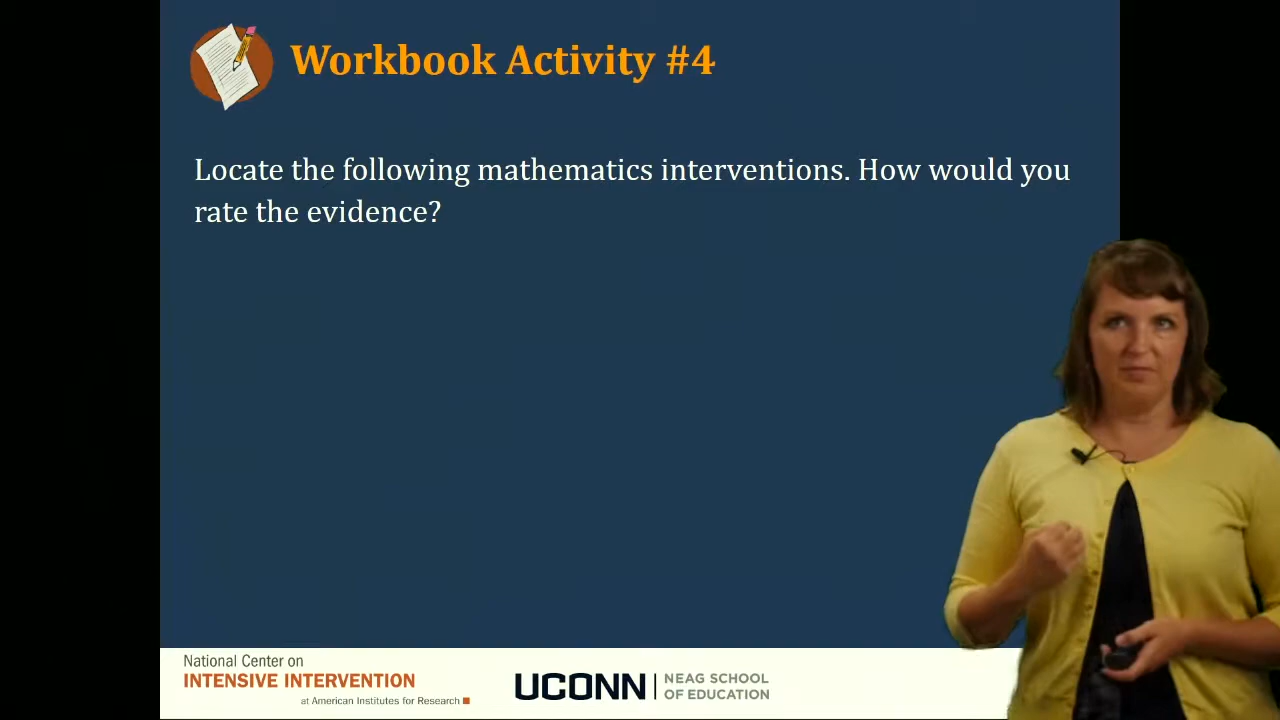 Workbook Activity #4
Locate the following mathematics interventions. How would you
rate the evidence?
National Center on
INTENSIVE INTERVENTION
at American Institutes for Research
UCONN
NEAG SCHOOL
OF EDUCATION